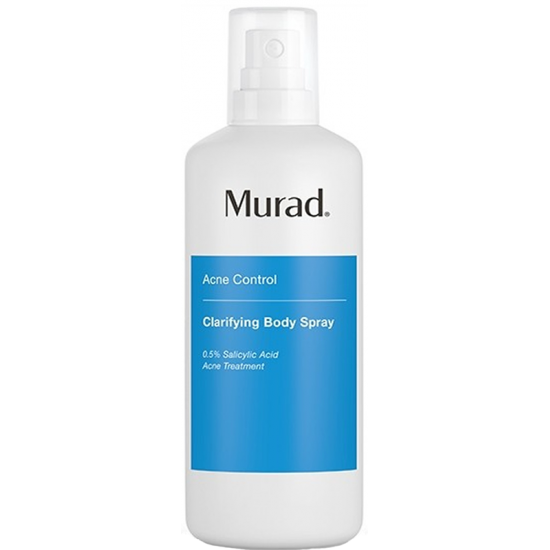 Murad®
Acne Control
Clarifying Body Spray
0.5% Salicylic Acid
Acne Treatment